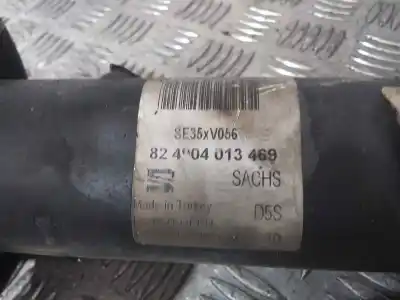 SE35xV056
82 4904 013 469
SACHS
Made in Turkey
D5S